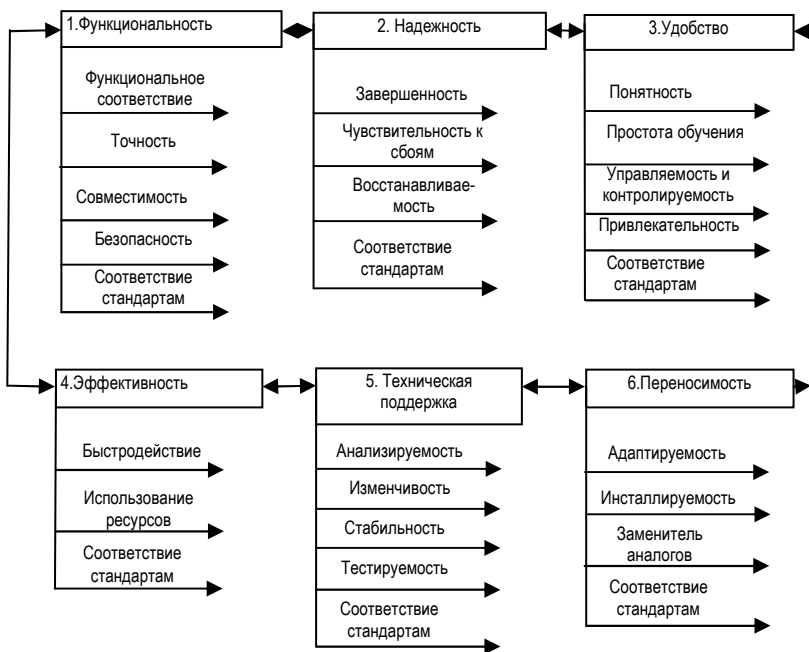 1.Функциональность
Функциональное
соответствие
Точность
Совместимость
Безопасность
Соответствие
стандартам
2. Надежность
Завершенность
Чувствительность к
сбоям
Восстанавливае-
мость
Соответствие
стандартам
3.Удобство
Понятность
Простота обучения
Управляемость и
контролируемость
Привлекательность
Соответствие
стандартам
4.Эффективность
Быстродействие
Использование
ресурсов
Соответствие
стандартам
5. Техническая
поддержка
Анализируемость
Изменчивость
Стабильность
Тестируемость
Соответствие
стандартам
6.Переносимость
Адаптируемость
Инсталлируемость
Заменитель
аналогов
Соответствие
стандартам